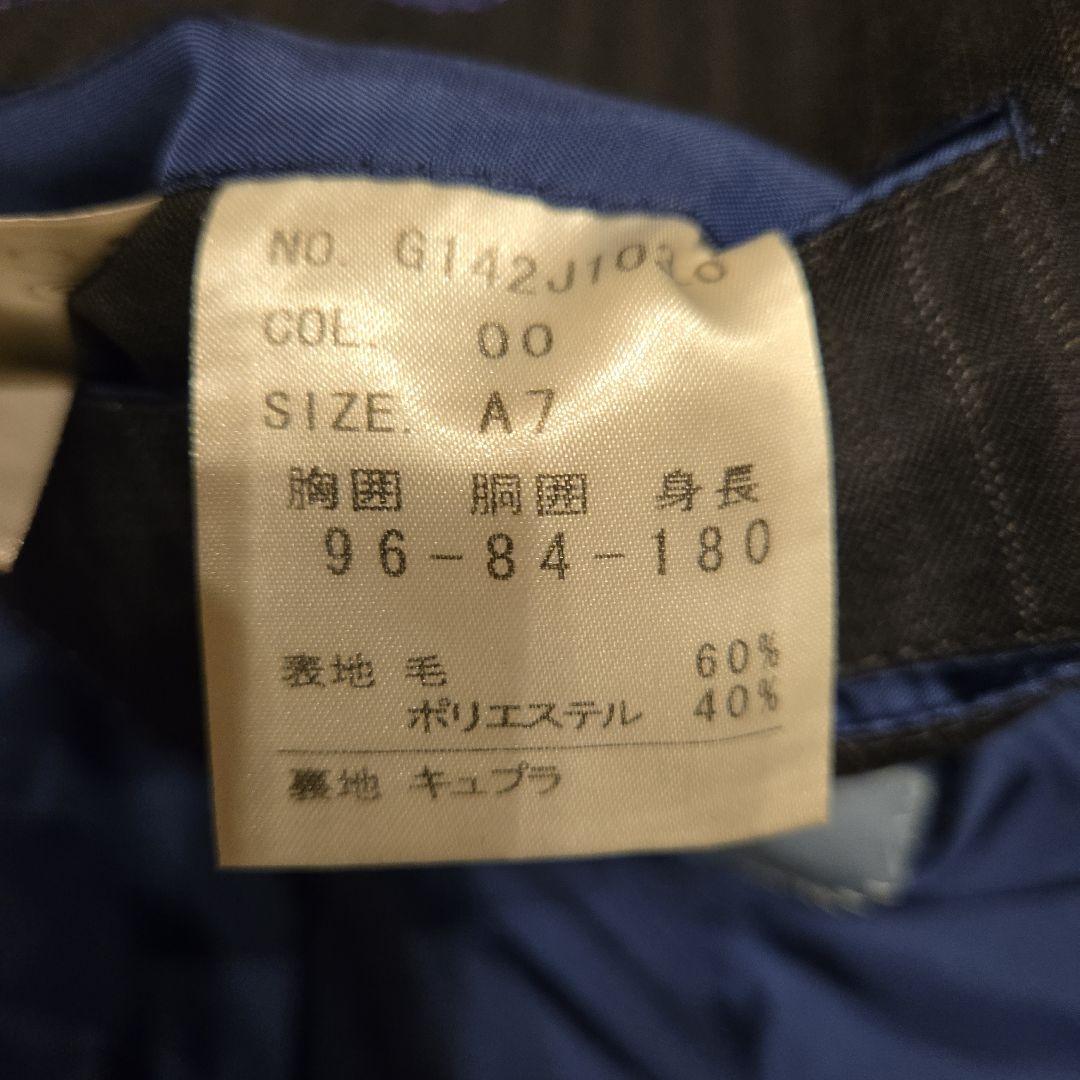 NO.
COL. 00
SIZE. A7
胸囲 胴囲 身長
96-84-180
表地 毛 60%
ポリエステル 40%
裏地 キュプラ